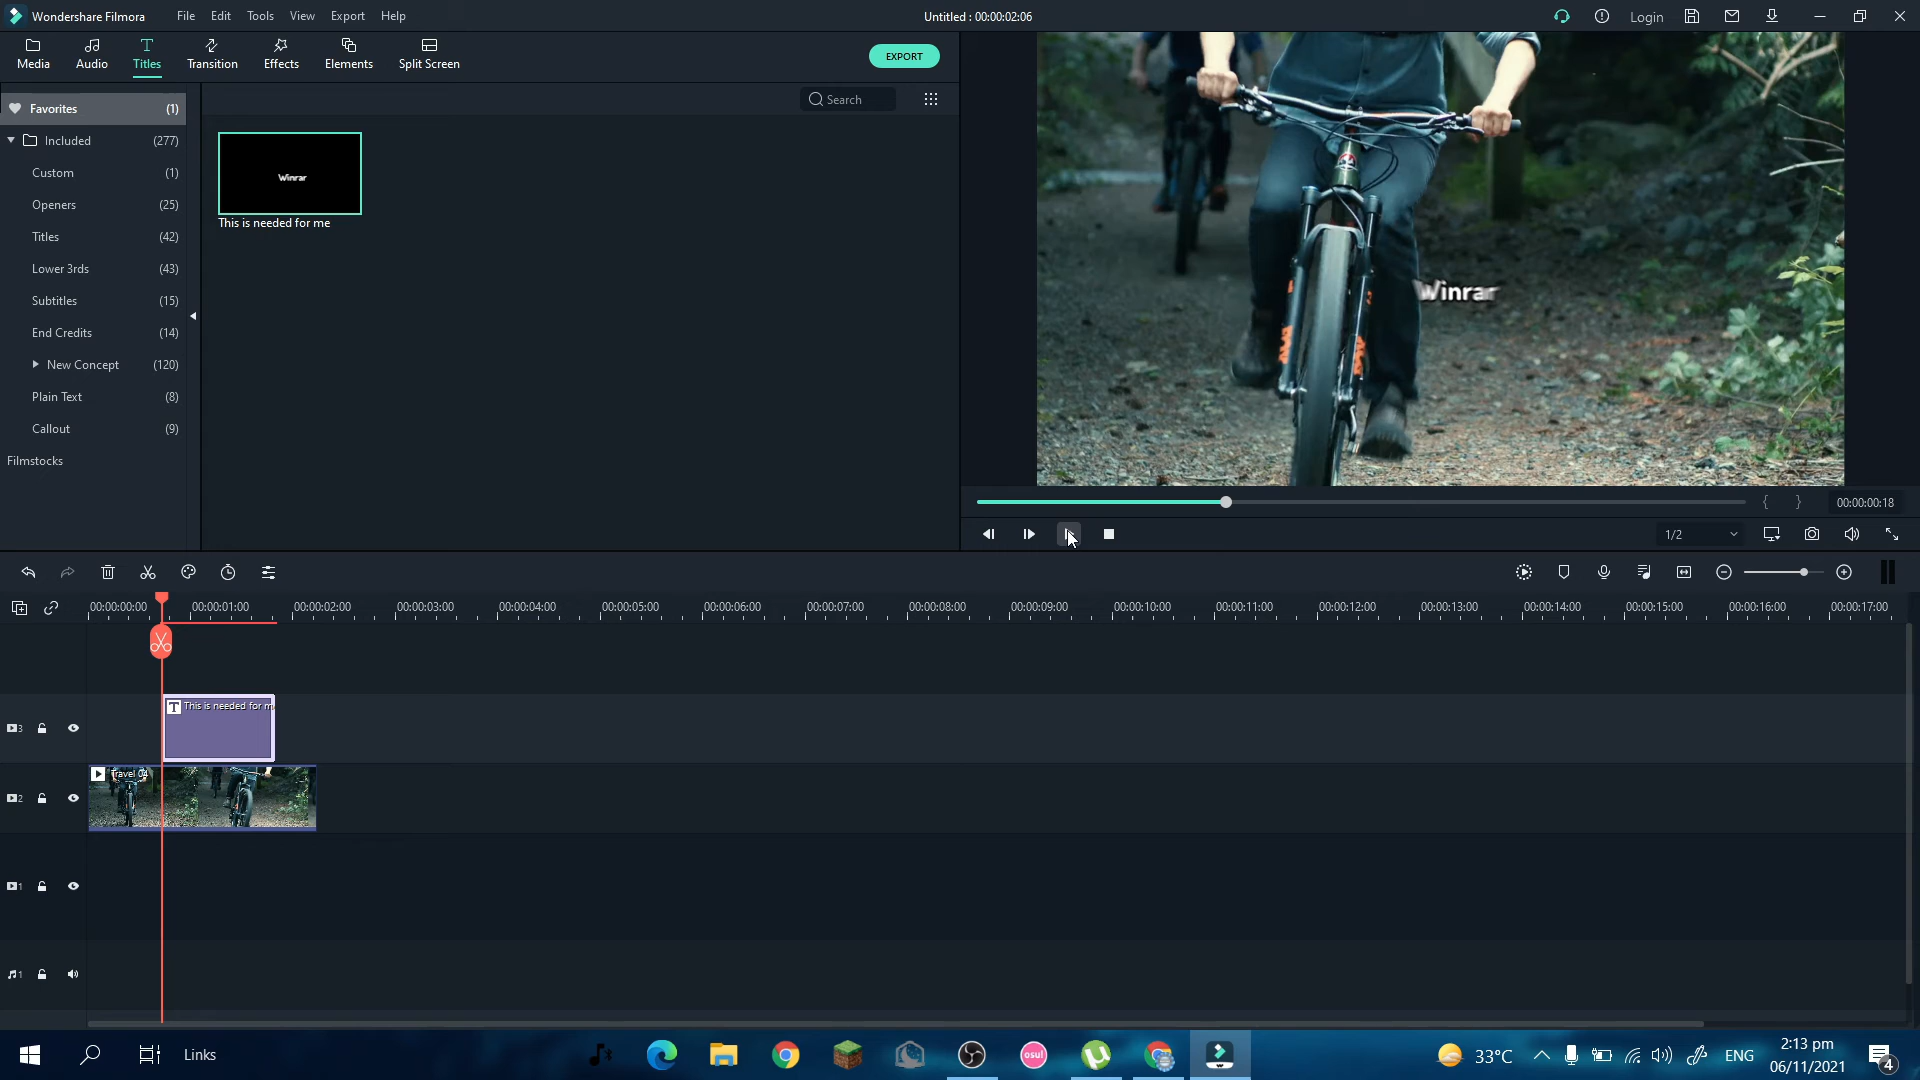 Wondershare Filmora File Edit Tools View Export Help Untitled : 00:00:02:06 Login
Media Audio Titles Transition Effects Elements Split Screen EXPORT
Favorites (1) Search
Included (277)
Custom (1)
Openers (25)
Titles (42)
Lower 3rds (43)
Subtitles (15)
End Credits (14)
New Concept (120)
Plain Text (8)
Callout (9)
Filmstocks
Winrar
This is needed for me
Winrar
00:00:00:18
1/2
00:00:00:00 00:00:01:00 00:00:02:00 00:00:03:00 00:00:04:00 00:00:05:00 00:00:06:00 00:00:07:00 00:00:08:00 00:00:09:00 00:00:10:00 00:00:11:00 00:00:12:00 00:00:13:00 00:00:14:00 00:00:15:00 00:00:16:00 00:00:17:00
T This is needed for m
3
Travel 04
2
1
1
Links osu! 33°C ENG 2:13 pm
06/11/2021 4